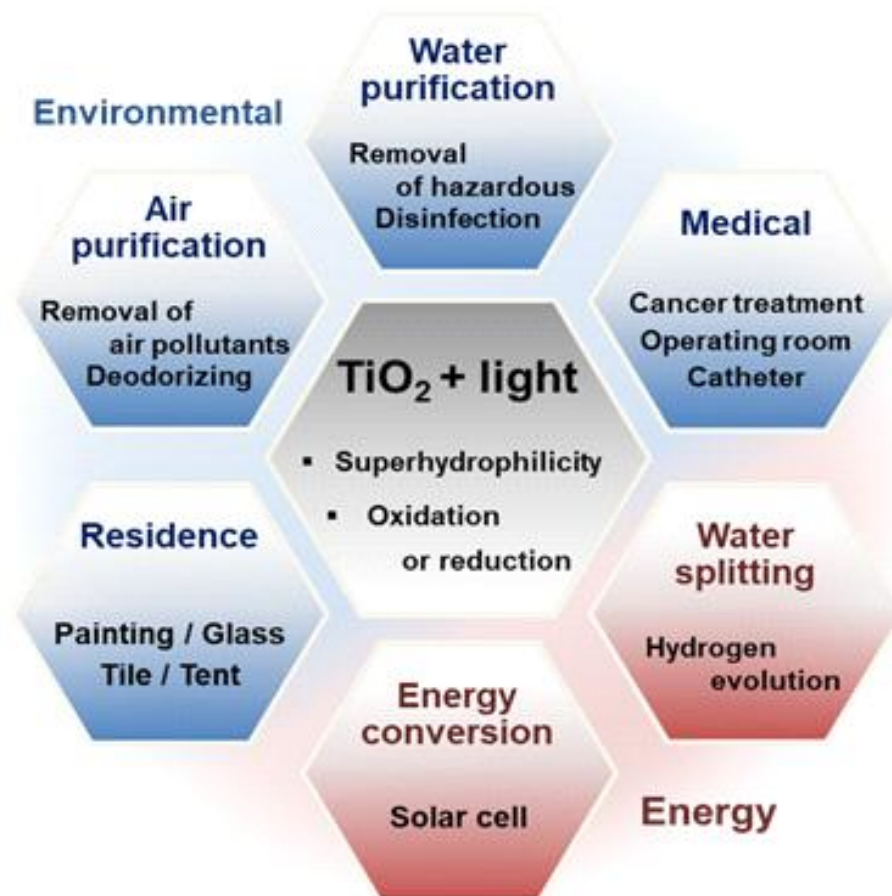 Environmental
Water
purification
Removal
of hazardous
Disinfection
Air
purification
Removal of
air pollutants
Deodorizing
Medical
Cancer treatment
Operating room
Catheter
TiO₂ + light
▪ Superhydrophilicity
▪ Oxidation
or reduction
Residence
Painting / Glass
Tile / Tent
Water
splitting
Hydrogen
evolution
Energy
conversion
Solar cell
Energy